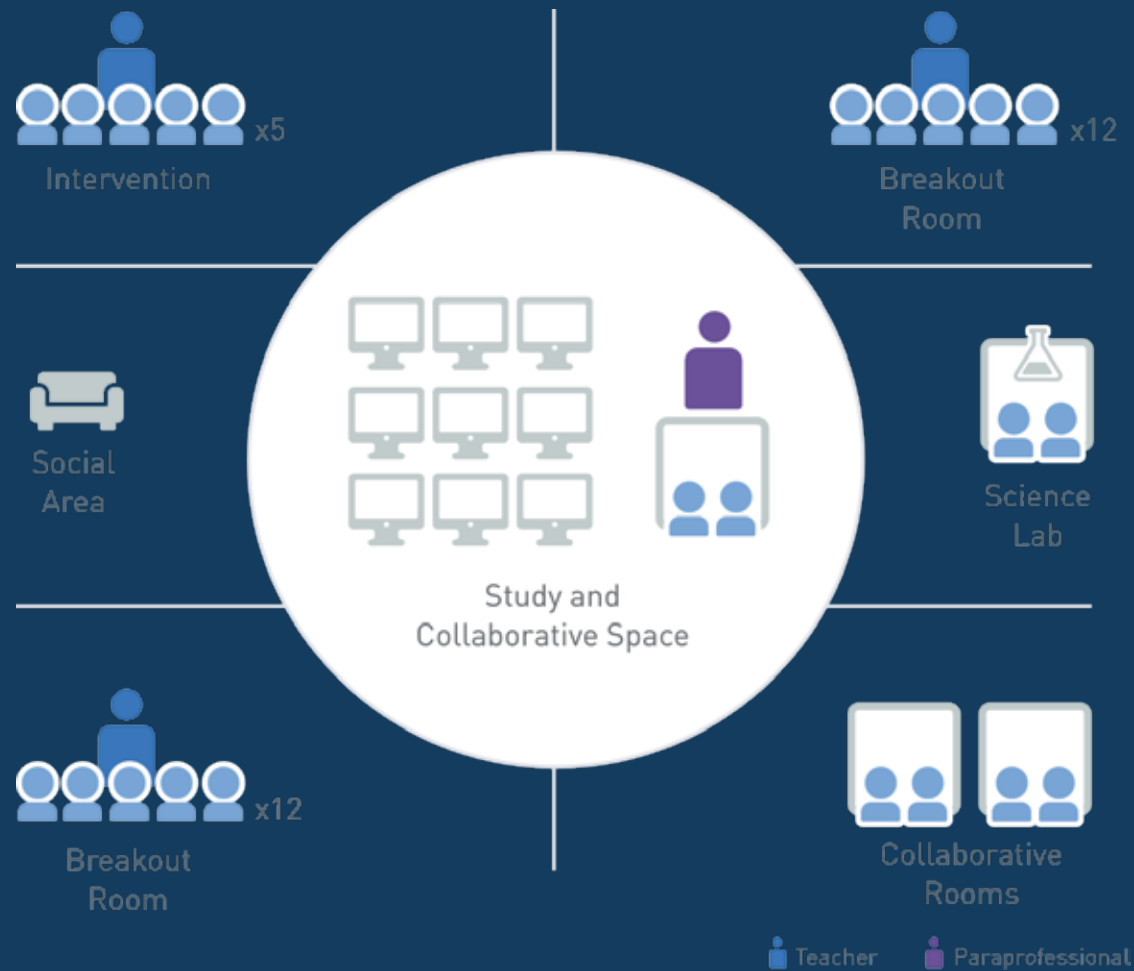 x5
Intervention
x12
Breakout
Room
Social
Area
Science
Lab
Study and
Collaborative Space
x12
Breakout
Room
Collaborative
Rooms
Teacher
Paraprofessional